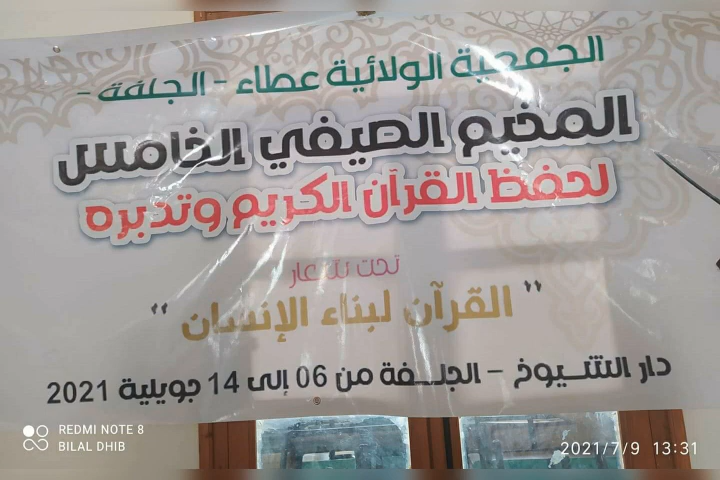 الجمعية الولائية عطاء - الجلفة -
المخيم الصيفي الخامس
لحفظ القرآن الكريم وتدبره
تحت شعار
" القرآن لبناء الإنسان "
دار الشيوخ - الجلفة من 06 إلى 14 جويلية 2021
REDMI NOTE 8
BILAL DHIB
2021/7/9 13:31